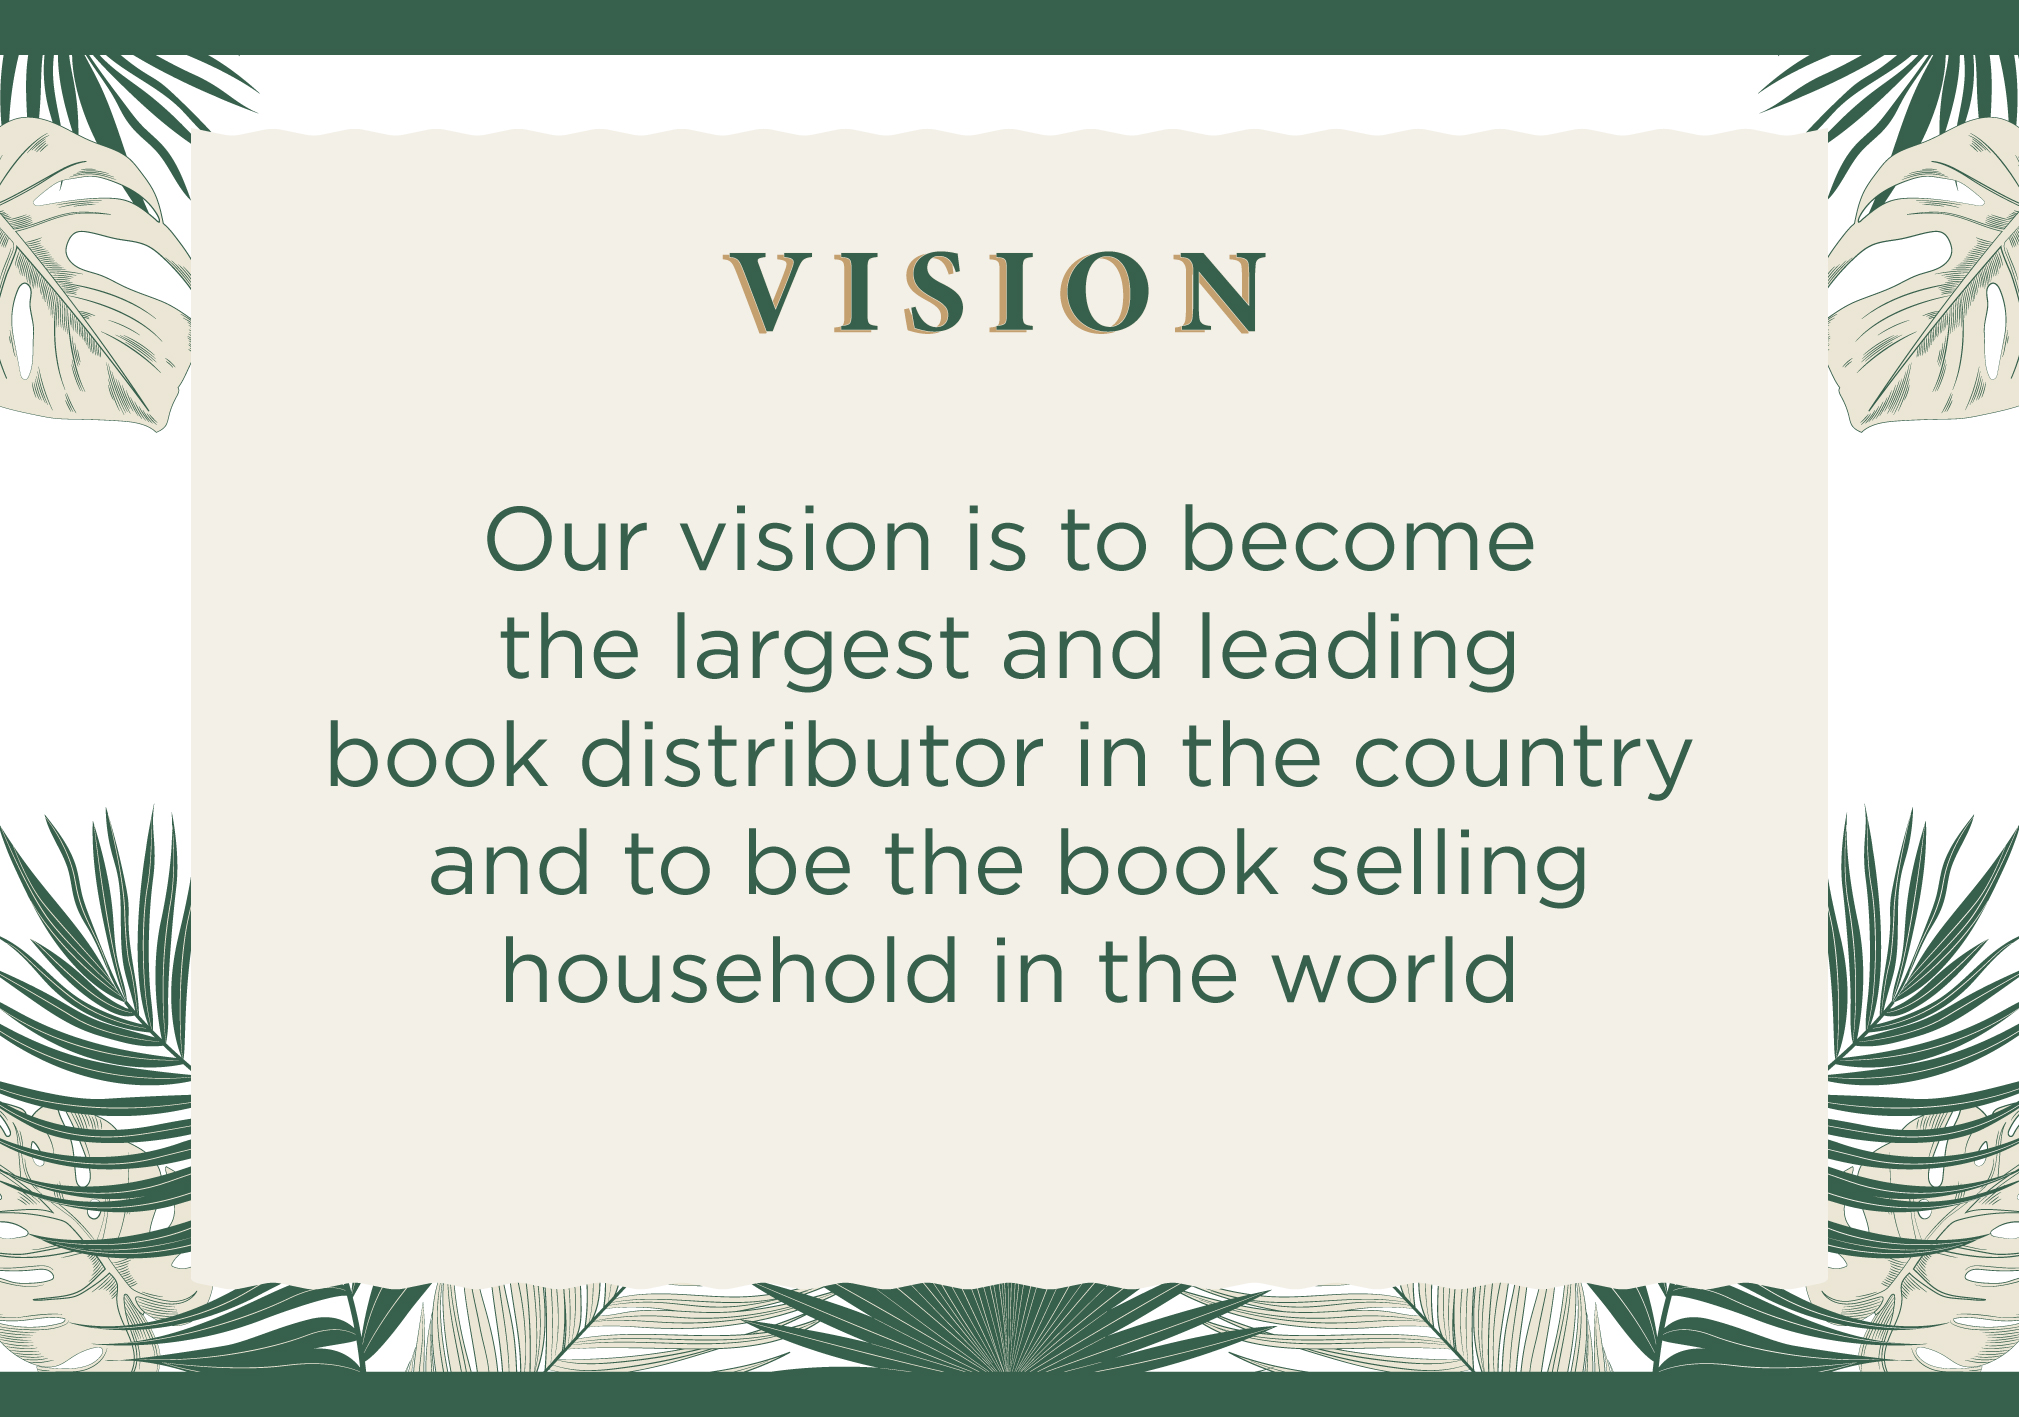 VISION
Our vision is to become
the largest and leading
book distributor in the country
and to be the book selling
household in the world